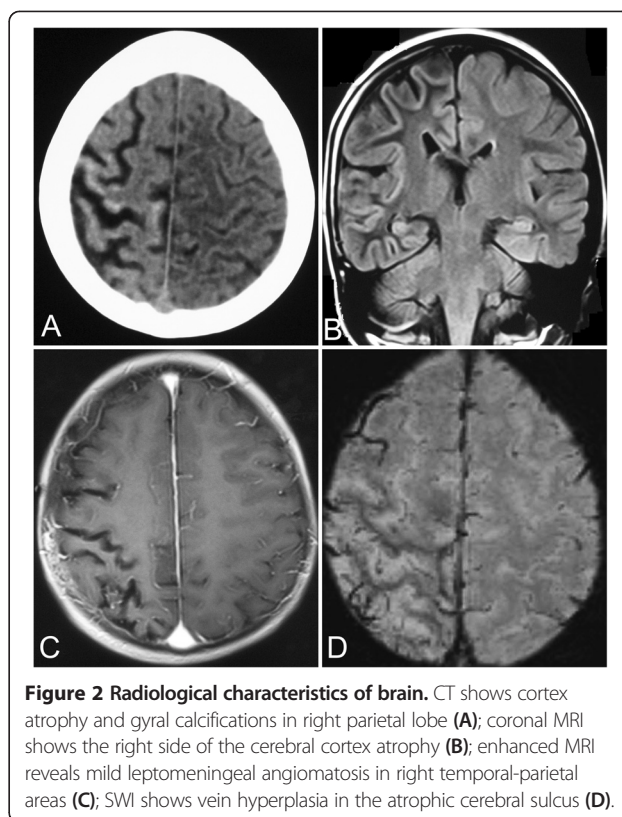 A
B
C
D
Figure 2 Radiological characteristics of brain. CT shows cortex
atrophy and gyral calcifications in right parietal lobe (A); coronal MRI
shows the right side of the cerebral cortex atrophy (B); enhanced MRI
reveals mild leptomeningeal angiomatosis in right temporal-parietal
areas (C); SWI shows vein hyperplasia in the atrophic cerebral sulcus (D).